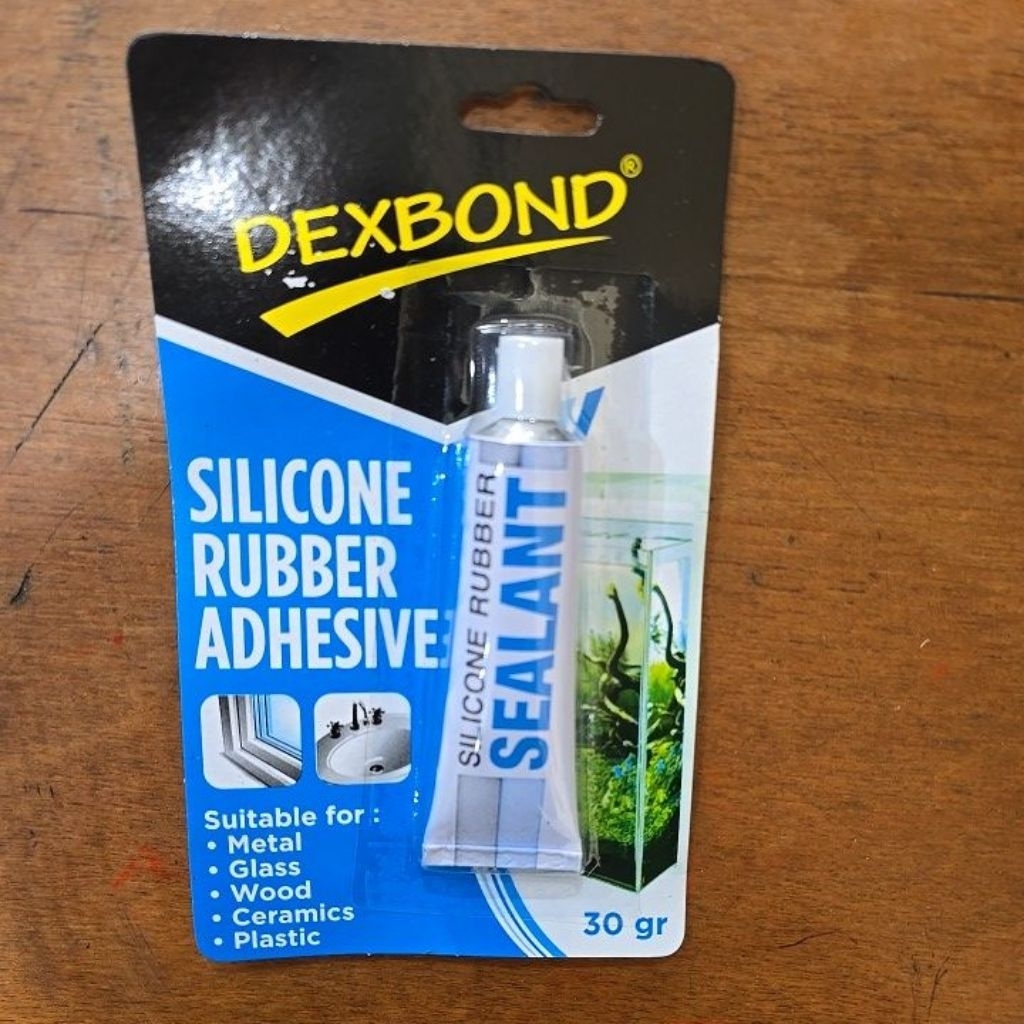 DEXBOND®
SILICONE
RUBBER
ADHESIVE
SILICONE RUBBER
SEALANT
Suitable for :
• Metal
• Glass
• Wood
• Ceramics
• Plastic
30 gr